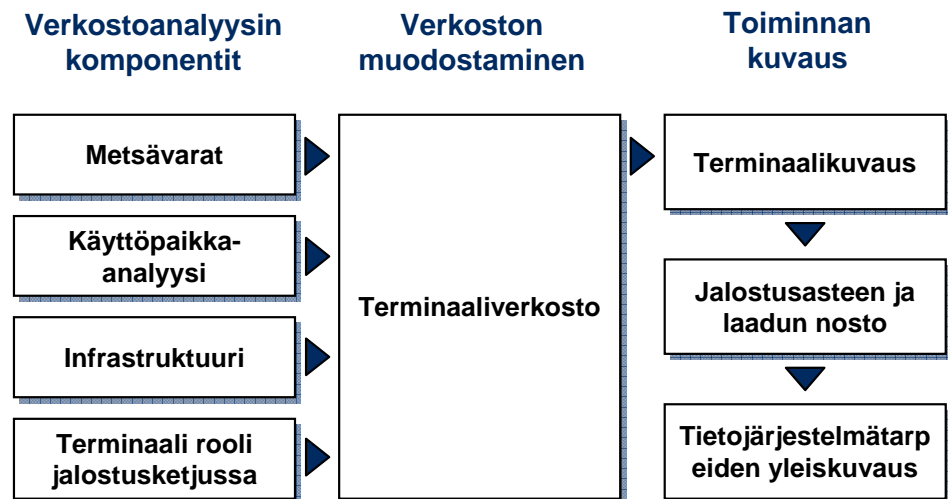 Verkostoanalyysin
komponentit
Verkoston
muodostaminen
Toiminnan
kuvaus
Metsävarat
Käyttöpaikka-
analyysi
Infrastruktuuri
Terminaali rooli
jalostusketjussa
Terminaaliverkosto
Terminaalikuvaus
Jalostusasteen ja
laadun nosto
Tietojärjestelmätarp
eiden yleiskuvaus